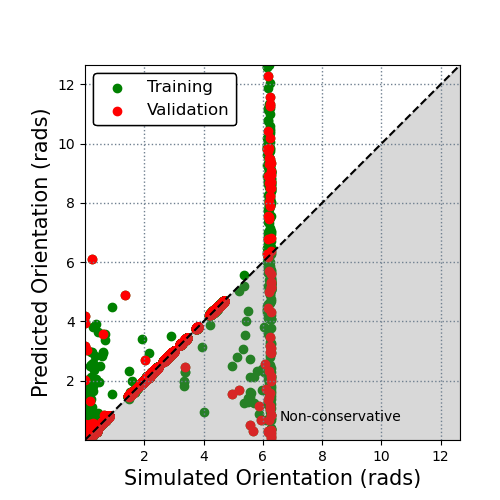 Training
Validation
12
10
8
6
4
2
Predicted Orientation (rads)
Non-conservative
2 4 6 8 10 12
Simulated Orientation (rads)